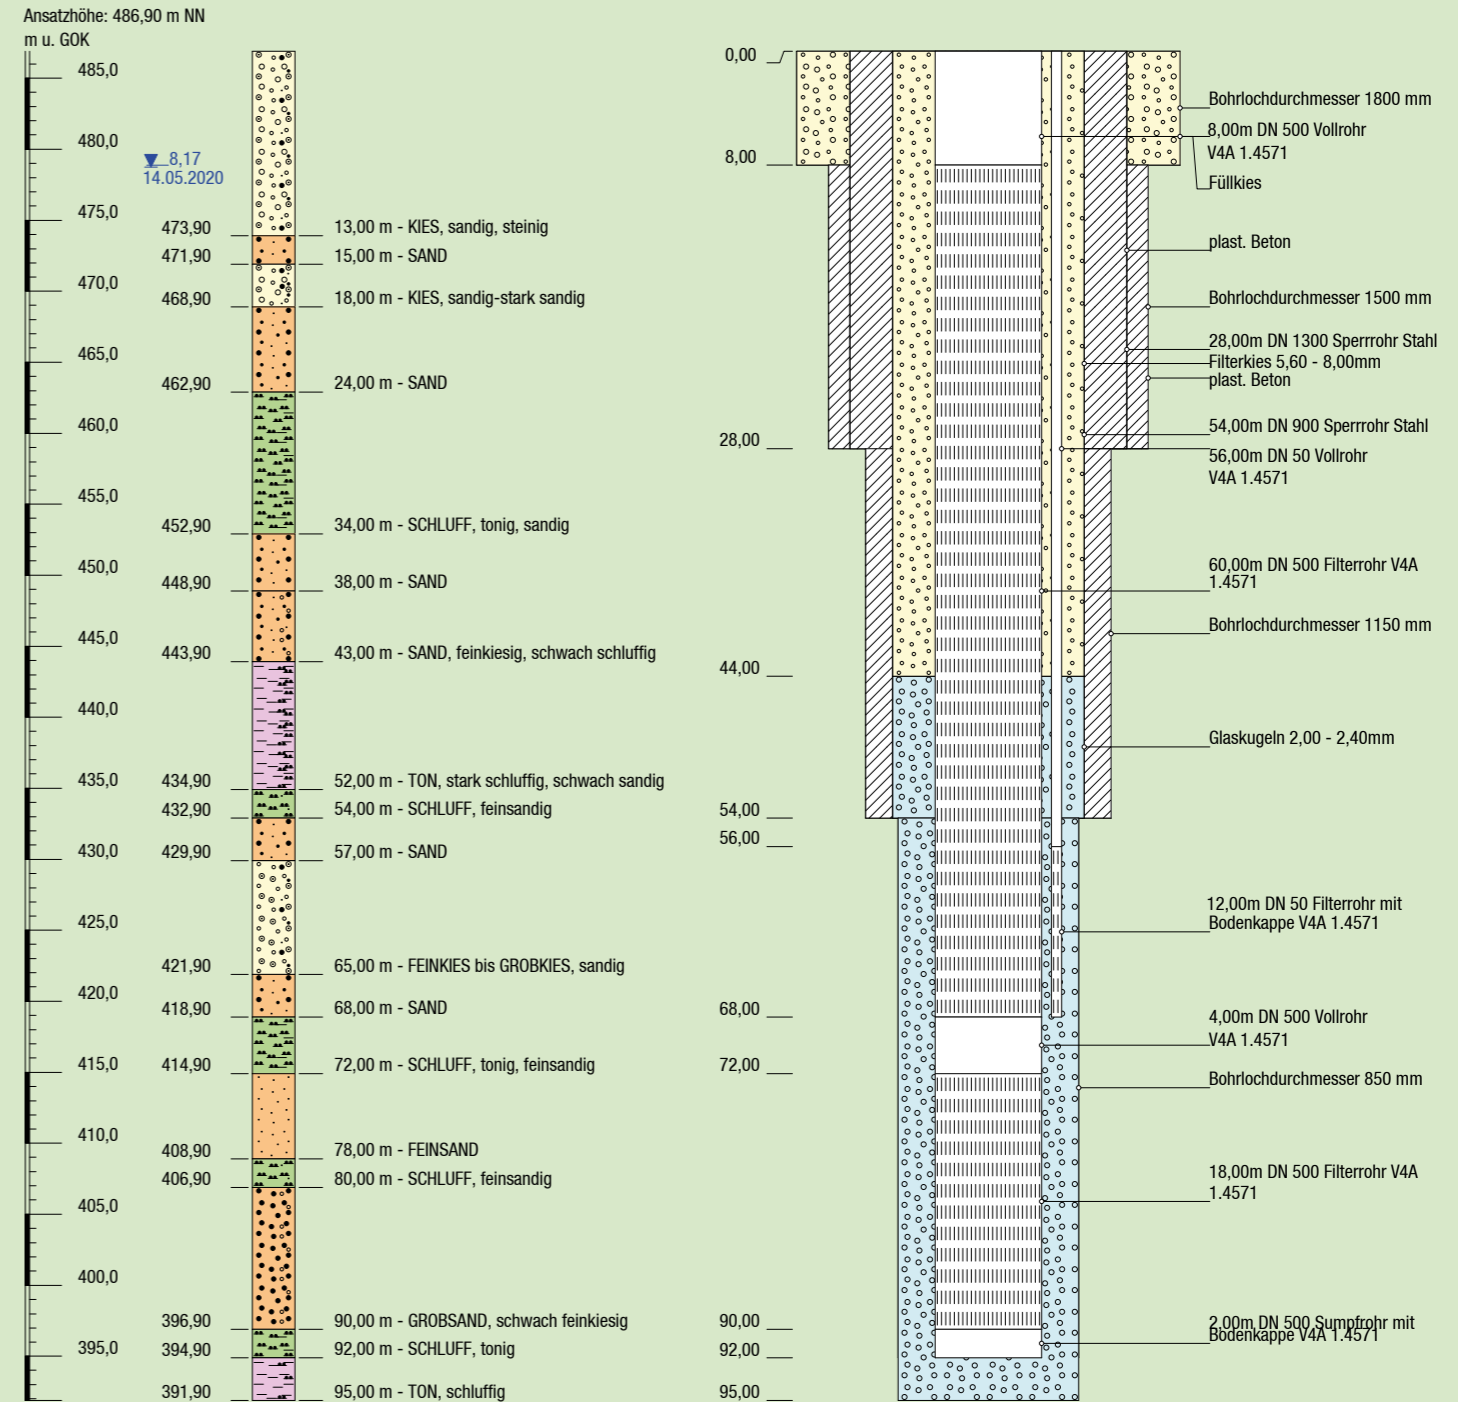 Ansatzhöhe: 486,90 m NN
m u. GOK
485,0
480,0
8,17
14.05.2020
475,0
473,90
13,00 m - KIES, sandig, steinig
471,90
15,00 m - SAND
470,0
468,90
18,00 m - KIES, sandig-stark sandig
465,0
462,90
24,00 m - SAND
460,0
455,0
452,90
34,00 m - SCHLUFF, tonig, sandig
450,0
448,90
38,00 m - SAND
445,0
443,90
43,00 m - SAND, feinkiesig, schwach schluffig
440,0
435,0
434,90
52,00 m - TON, stark schluffig, schwach sandig
432,90
54,00 m - SCHLUFF, feinsandig
430,0
429,90
57,00 m - SAND
425,0
421,90
65,00 m - FEINKIES bis GROBKIES, sandig
420,0
418,90
68,00 m - SAND
415,0
414,90
72,00 m - SCHLUFF, tonig, feinsandig
410,0
408,90
78,00 m - FEINSAND
406,90
80,00 m - SCHLUFF, feinsandig
405,0
400,0
396,90
90,00 m - GROBSAND, schwach feinkiesig
395,0
394,90
92,00 m - SCHLUFF, tonig
391,90
95,00 m - TON, schluffig
0,00
8,00
28,00
44,00
54,00
56,00
68,00
72,00
90,00
92,00
95,00
Bohrlochdurchmesser 1800 mm
8,00m DN 500 Vollrohr
V4A 1.4571
Füllkies
plast. Beton
Bohrlochdurchmesser 1500 mm
28,00m DN 1300 Sperrrohr Stahl
Filterkies 5,60 - 8,00mm
plast. Beton
54,00m DN 900 Sperrrohr Stahl
56,00m DN 50 Vollrohr
V4A 1.4571
60,00m DN 500 Filterrohr V4A
1.4571
Bohrlochdurchmesser 1150 mm
Glaskugeln 2,00 - 2,40mm
12,00m DN 50 Filterrohr mit
Bodenkappe V4A 1.4571
4,00m DN 500 Vollrohr
V4A 1.4571
Bohrlochdurchmesser 850 mm
18,00m DN 500 Filterrohr V4A
1.4571
2,00m DN 500 Sumpfrohr mit
Bodenkappe V4A 1.4571